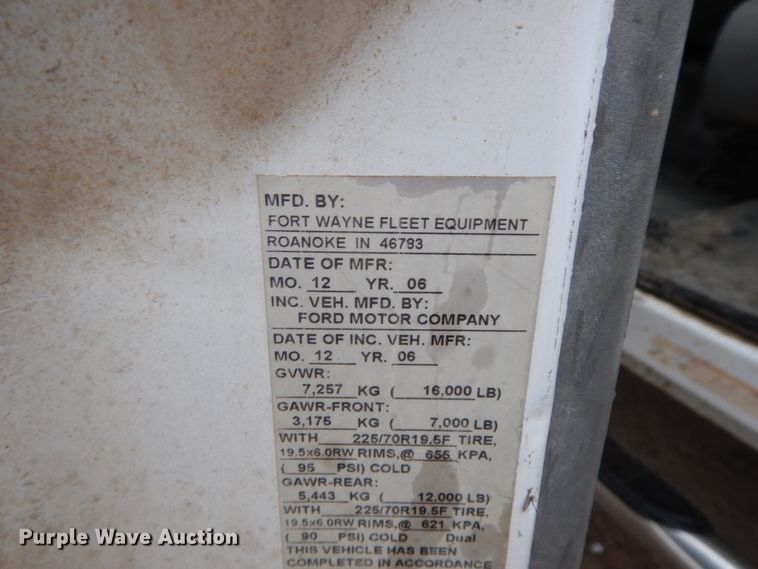 MFD. BY:
FORT WAYNE FLEET EQUIPMENT
ROANOKE IN 46783
DATE OF MFR:
MO. 12 YR. 06
INC. VEH. MFD. BY:
FORD MOTOR COMPANY
DATE OF INC. VEH. MFR:
MO. 12 YR. 06
GVWR:
7,257 KG ( 16,000 LB)
GAWR-FRONT:
3,175 KG ( 7,000 LB)
WITH 225/70R19.5F TIRE,
19.5x6.0RW RIMS,@ 655 KPA,
( 95 PSI) COLD
GAWR-REAR:
5,443 KG ( 12,000 LB)
WITH 225/70R19.5F TIRE,
19.5x6.0RW RIMS,@ 621 KPA,
( 90 PSI) COLD Dual
THIS VEHICLE HAS BEEN
COMPLETED IN ACCORDANCE
Purple Wave Auction